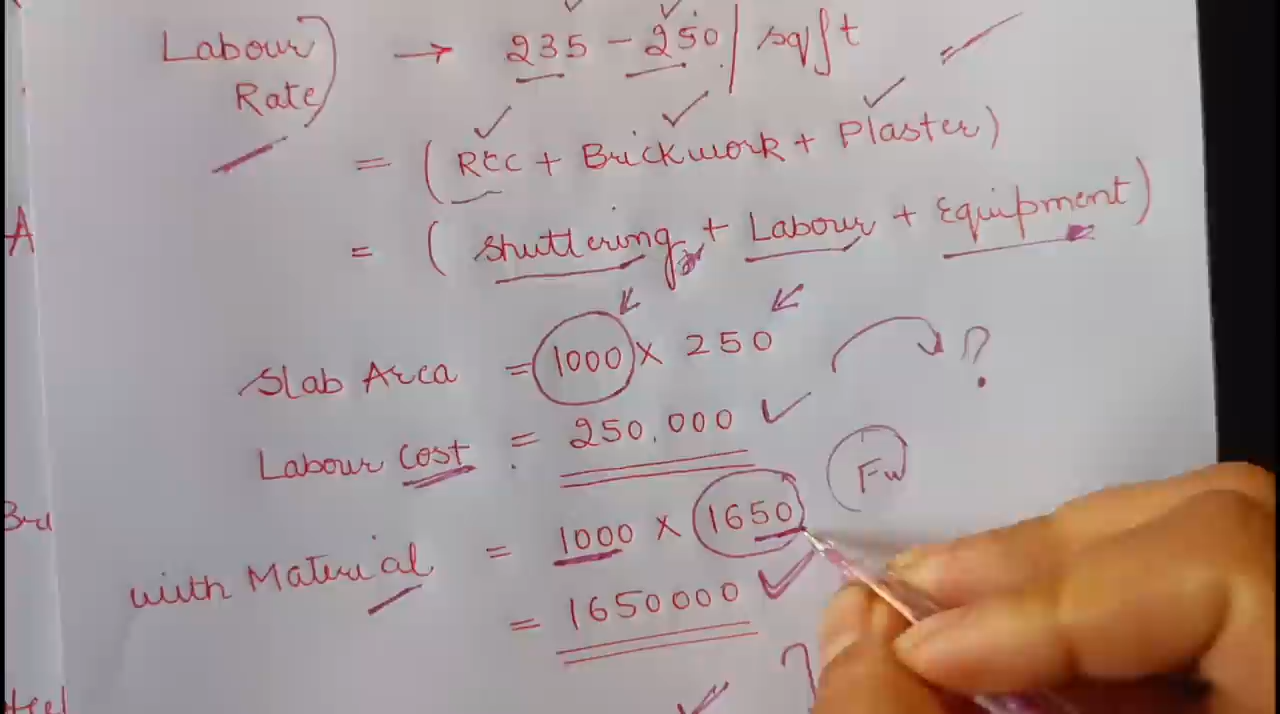 Labour
Rate) → 235 - 250/sqft
= (RCC + Brickwork + Plaster)
A
= (Shuttering + Labour + Equipment)
Slab Area = 1000 x 250
?
Labour Cost = 250,000
Fw
With Material = 1000 x 1650
= 1650000
?